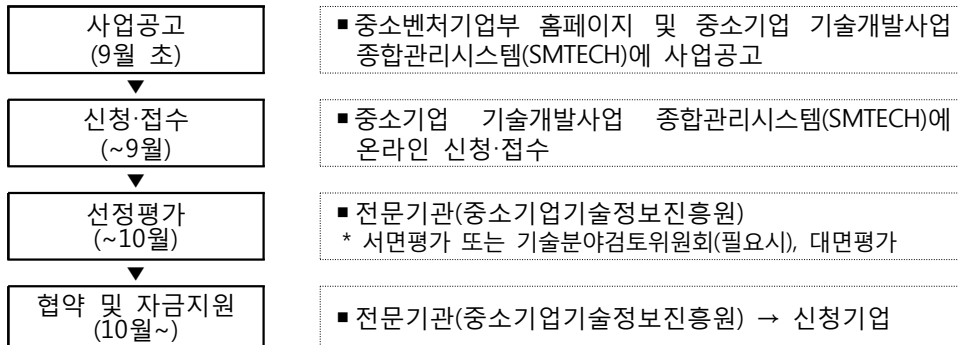 사업공고
(9월 초)
■ 중소벤처기업부 홈페이지 및 중소기업 기술개발사업
종합관리시스템(SMTECH)에 사업공고
▼
신청·접수
(~9월)
■ 중소기업 기술개발사업 종합관리시스템(SMTECH)에
온라인 신청·접수
▼
선정평가
(~10월)
■ 전문기관(중소기업기술정보진흥원)
* 서면평가 또는 기술분야검토위원회(필요시), 대면평가
▼
협약 및 자금지원
(10월~)
■ 전문기관(중소기업기술정보진흥원) → 신청기업